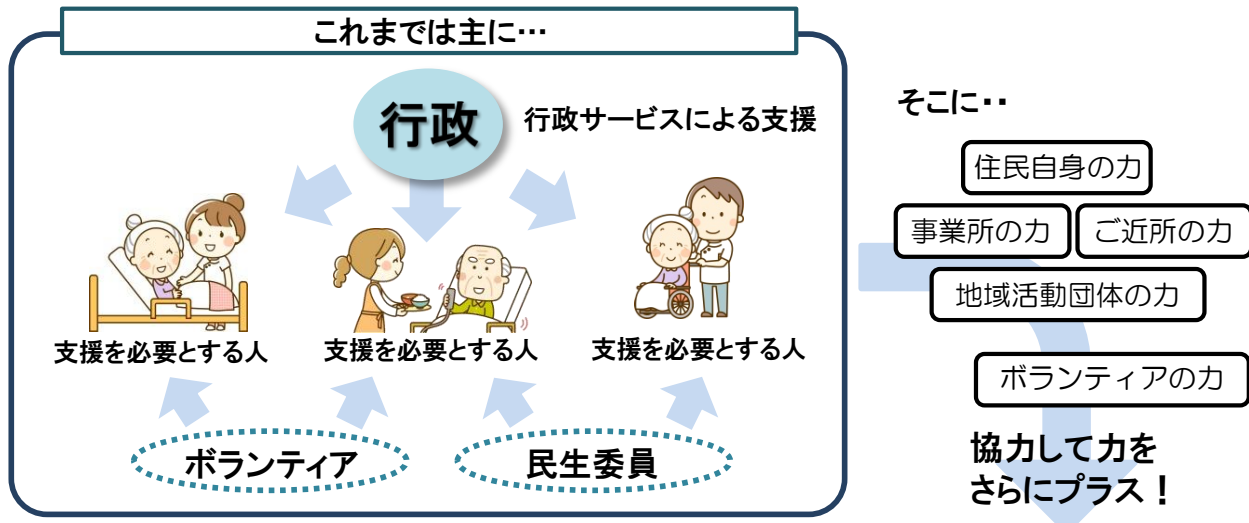 これまでは主に…
行政
行政サービスによる支援
支援を必要とする人
支援を必要とする人
支援を必要とする人
ボランティア
民生委員
そこに・・
住民自身の力
事業所の力
ご近所の力
地域活動団体の力
ボランティアの力
協力して力を
さらにプラス！